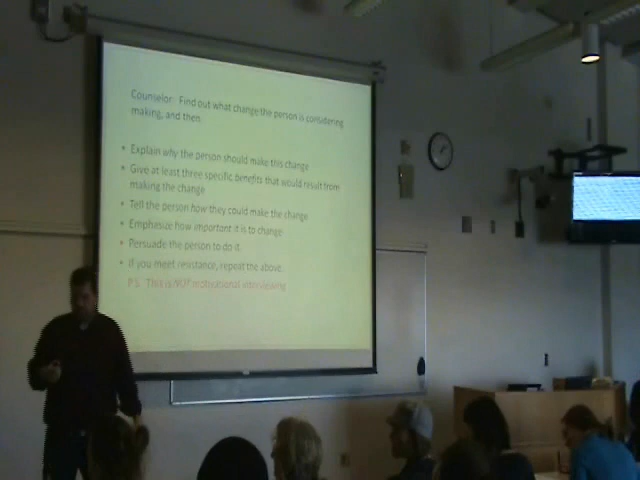 Counselor: Find out what change the person is considering
making, and then
• Explain why the person should make this change
• Give at least three specific benefits that would result from
making the change
• Tell the person how they could make the change
• Emphasize how important it is to change
• Persuade the person to do it.
• If you meet resistance, repeat the above.
P.S. This is NOT motivational interviewing